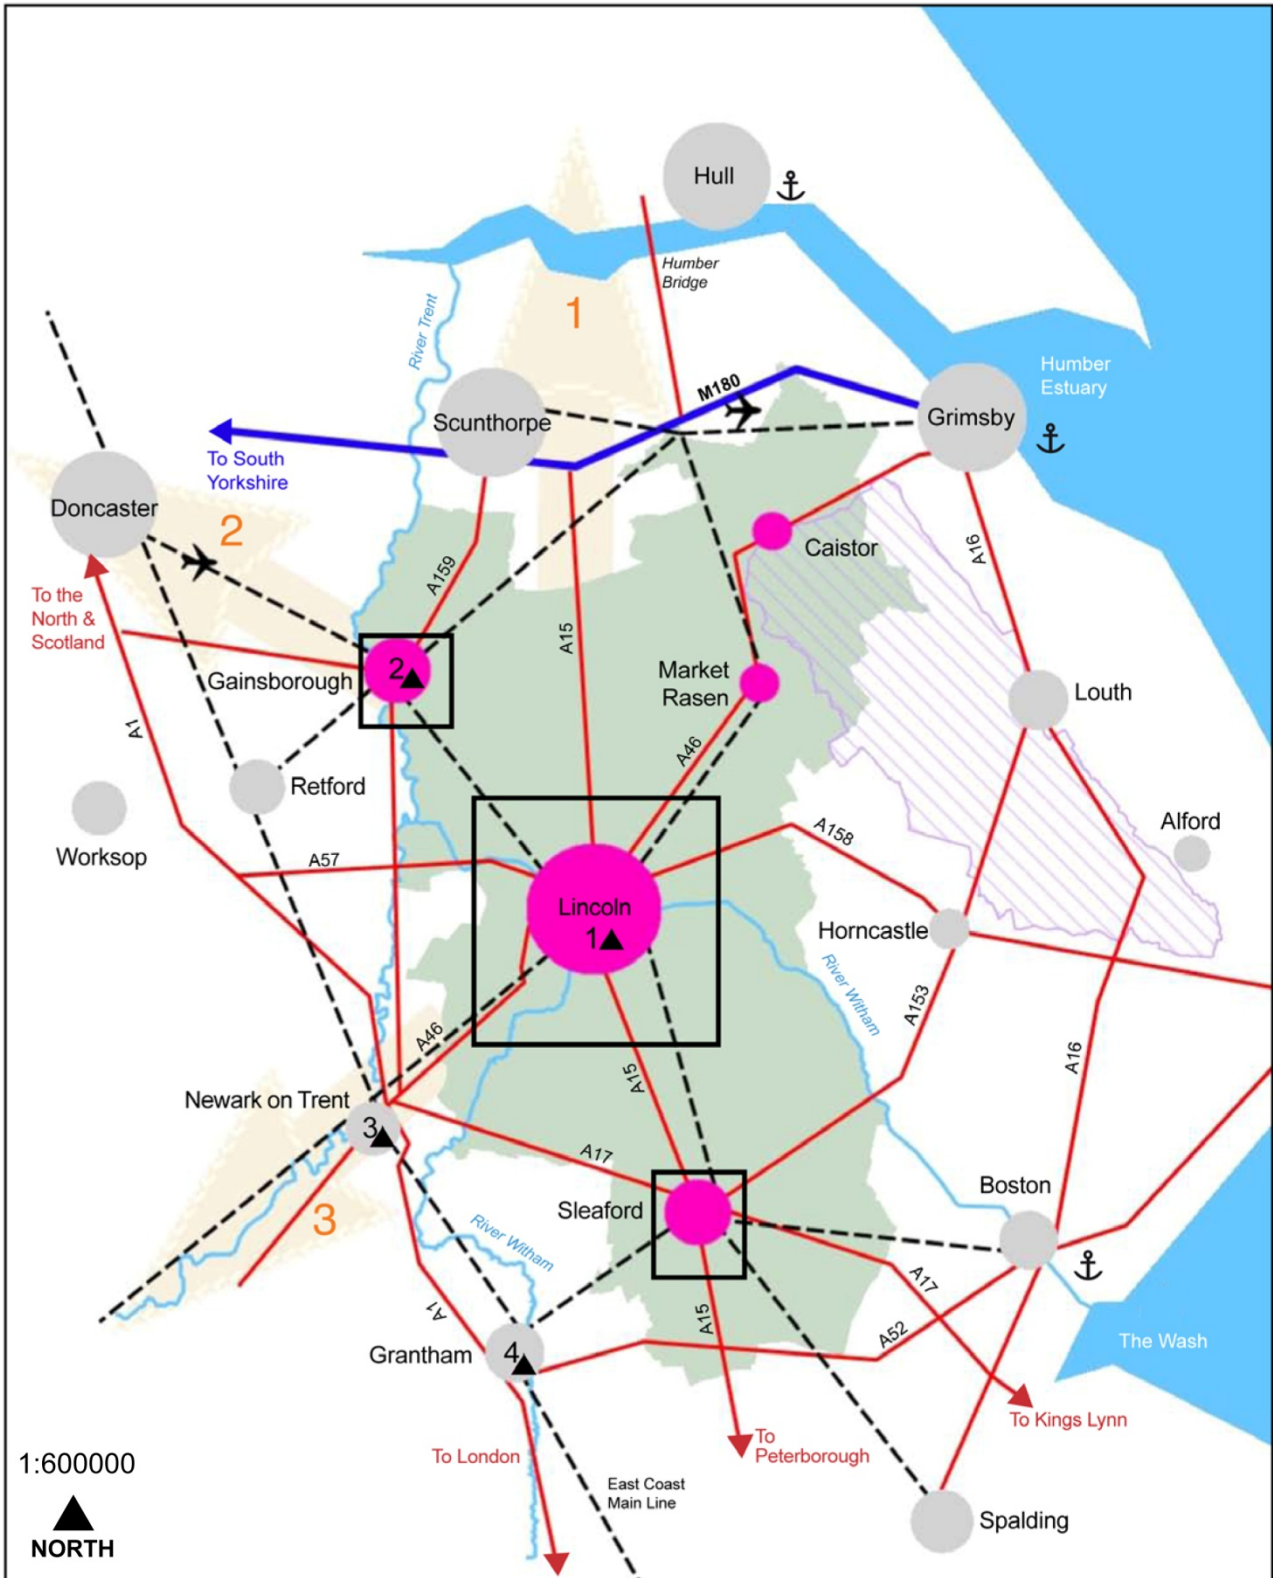 Hull
Humber
Bridge
1
River Trent
M180
Humber
Estuary
Scunthorpe
Grimsby
To South
Yorkshire
Doncaster
2
Caistor
A16
A159
To the
North &
Scotland
A15
Market
Rasen
2
Gainsborough
Louth
A1
A46
Retford
Worksop
A57
A158
Alford
Lincoln
1
Horncastle
River Witham
A153
A46
A15
A16
Newark on Trent
3
A17
Boston
Sleaford
3
River Witham
A17
A1
A15
A52
The Wash
Grantham
4
To Kings Lynn
To London
To
Peterborough
1:600000
East Coast
Main Line
Spalding
NORTH